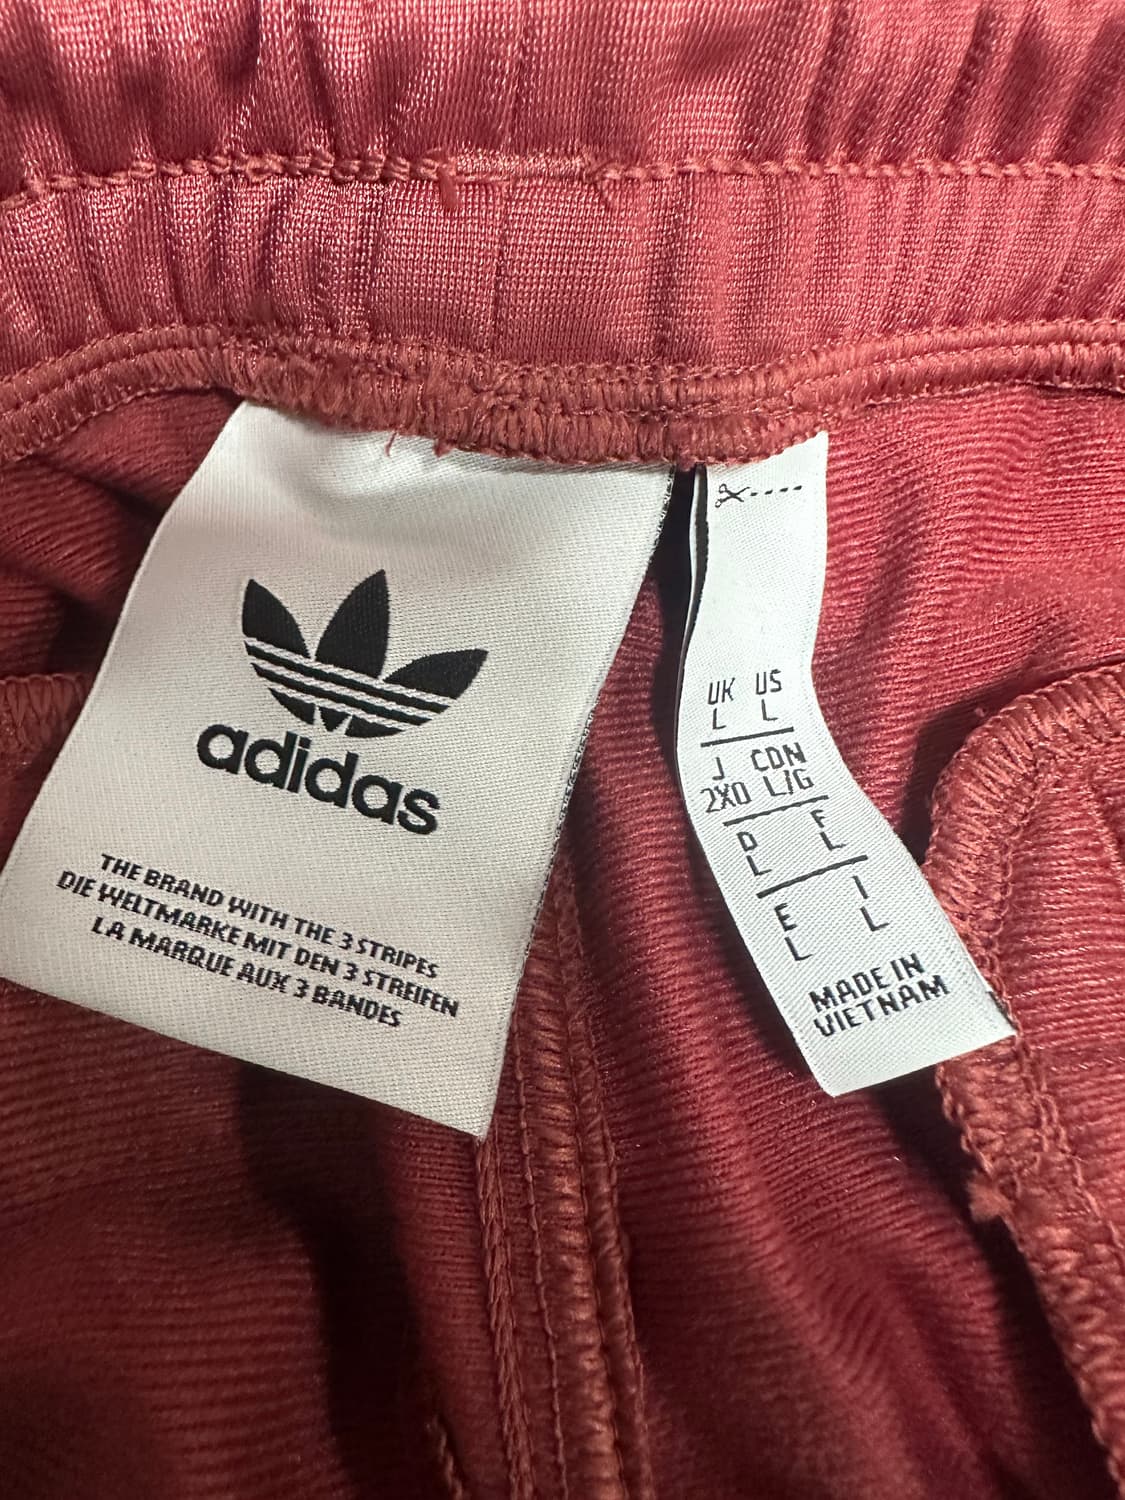 adidas
THE BRAND WITH THE 3 STRIPES
DIE WELTMARKE MIT DEN 3 STREIFEN
LA MARQUE AUX 3 BANDES
UK US
L L
J CDN
2XO L/G
D F
L L
E I
L L
MADE IN
VIETNAM